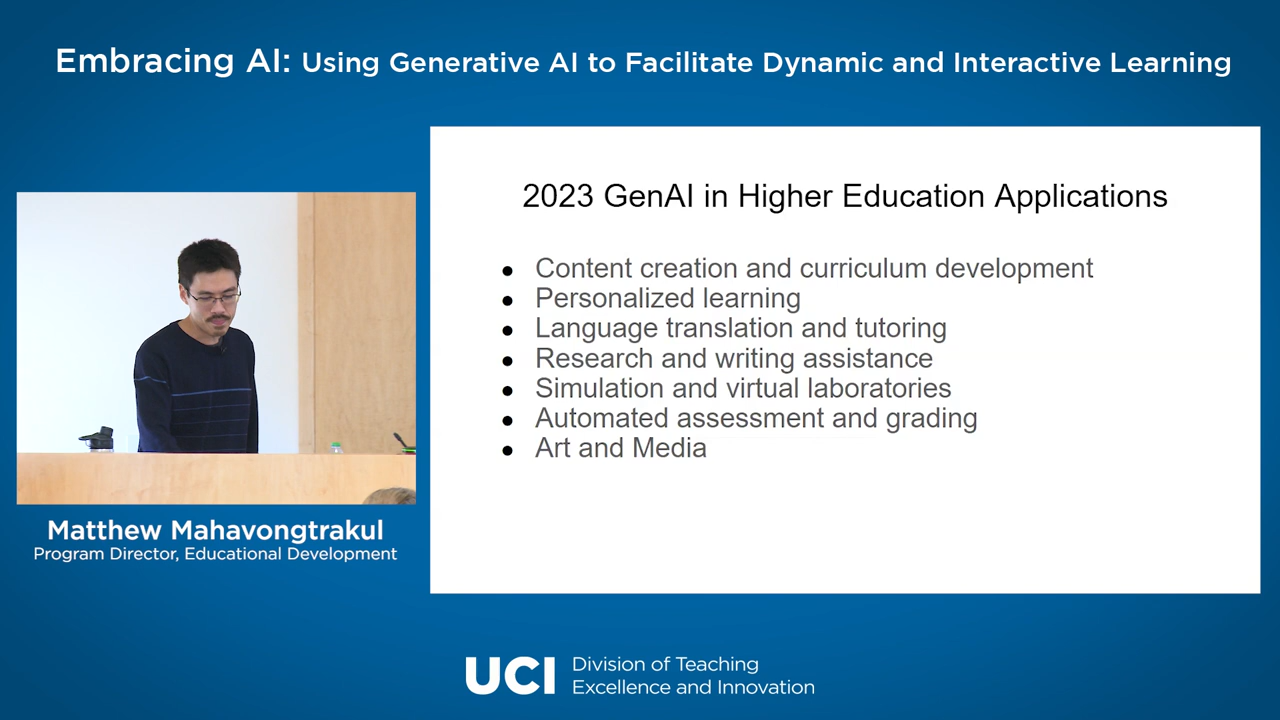 Embracing AI: Using Generative AI to Facilitate Dynamic and Interactive Learning
2023 GenAI in Higher Education Applications
● Content creation and curriculum development
● Personalized learning
● Language translation and tutoring
● Research and writing assistance
● Simulation and virtual laboratories
● Automated assessment and grading
● Art and Media
Matthew Mahavongtrakul
Program Director, Educational Development
UCI
Division of Teaching
Excellence and Innovation